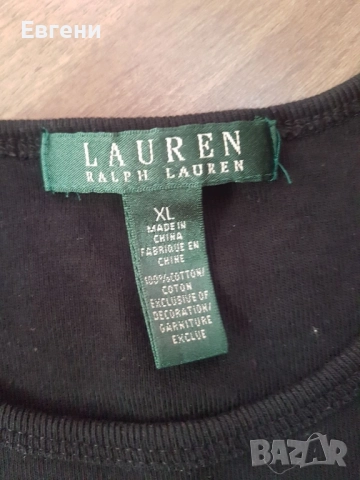 Евгени
LAUREN
RALPH LAUREN
XL
MADE IN
CHINA
FABRIQUE EN
CHINE
100%COTTON/
COTON
EXCLUSIVE OF
DECORATION/
GARNITURE
EXCLUE
BAZAR